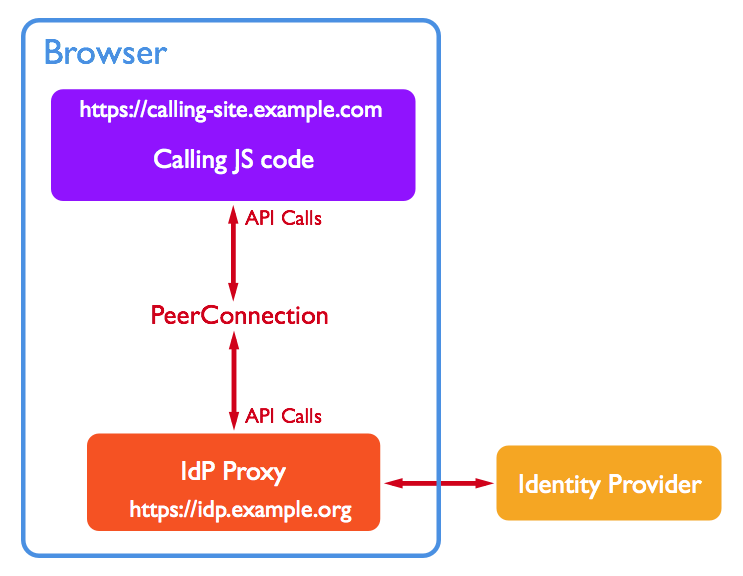 Browser
https://calling-site.example.com
Calling JS code
API Calls
PeerConnection
API Calls
IdP Proxy
https://idp.example.org
Identity Provider